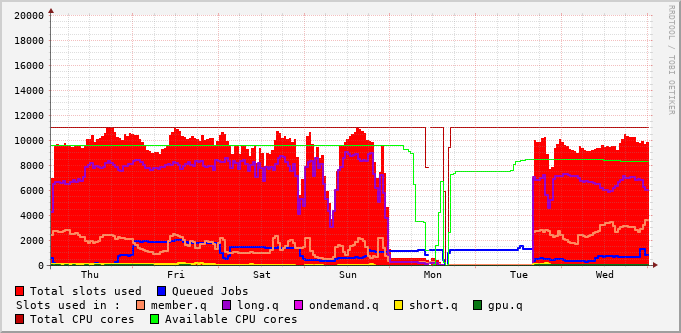 20000
18000
16000
14000
12000
10000
8000
6000
4000
2000
0
Thu Fri Sat Sun Mon Tue Wed
Total slots used Queued Jobs
Slots used in : member.q long.q ondemand.q short.q gpu.q
Total CPU cores Available CPU cores
RRDTOOL / TOBI OETIKER